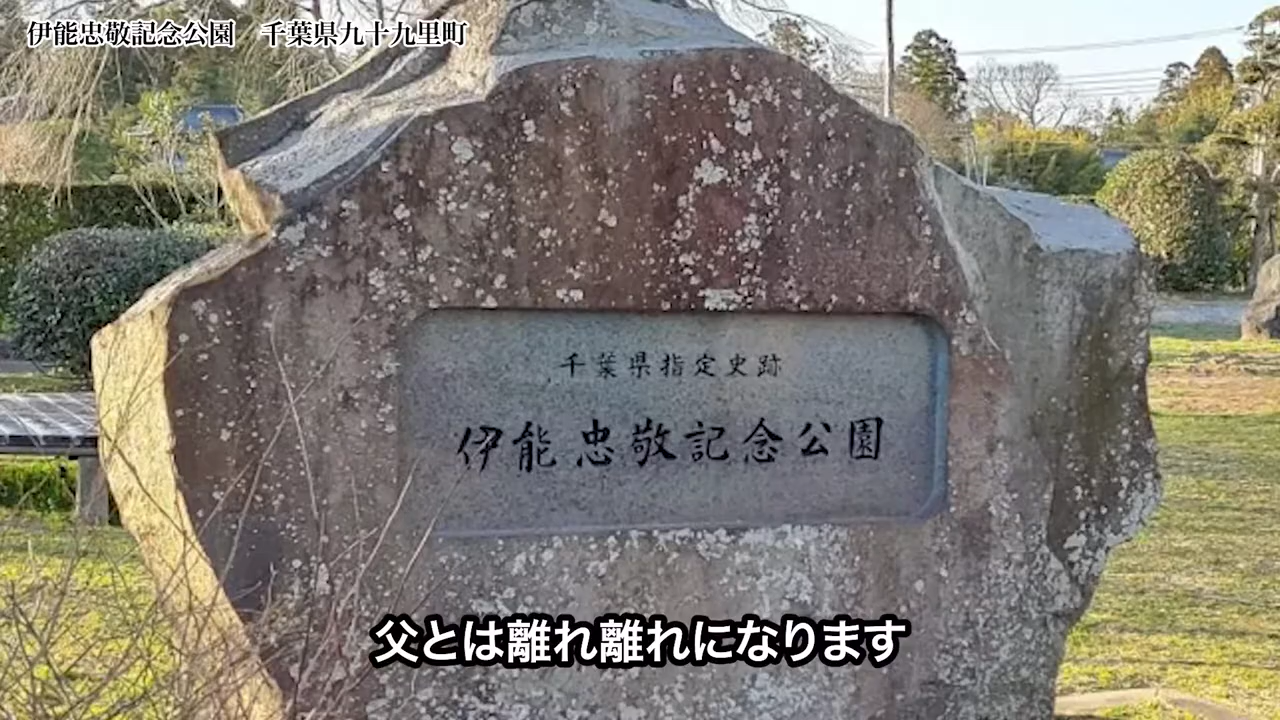 伊能忠敬記念公園　千葉県九十九里町
千葉県指定史跡
伊能忠敬記念公園
父とは離れ離れになります